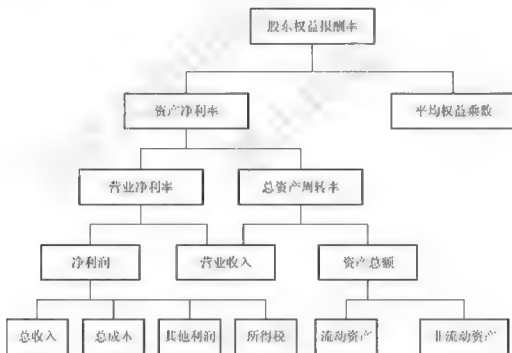 股东权益报酬率
资产净利率
平均权益乘数
营业净利率
总资产周转率
净利润
营业收入
资产总额
总收入
总成本
其他利润
所得税
流动资产
非流动资产